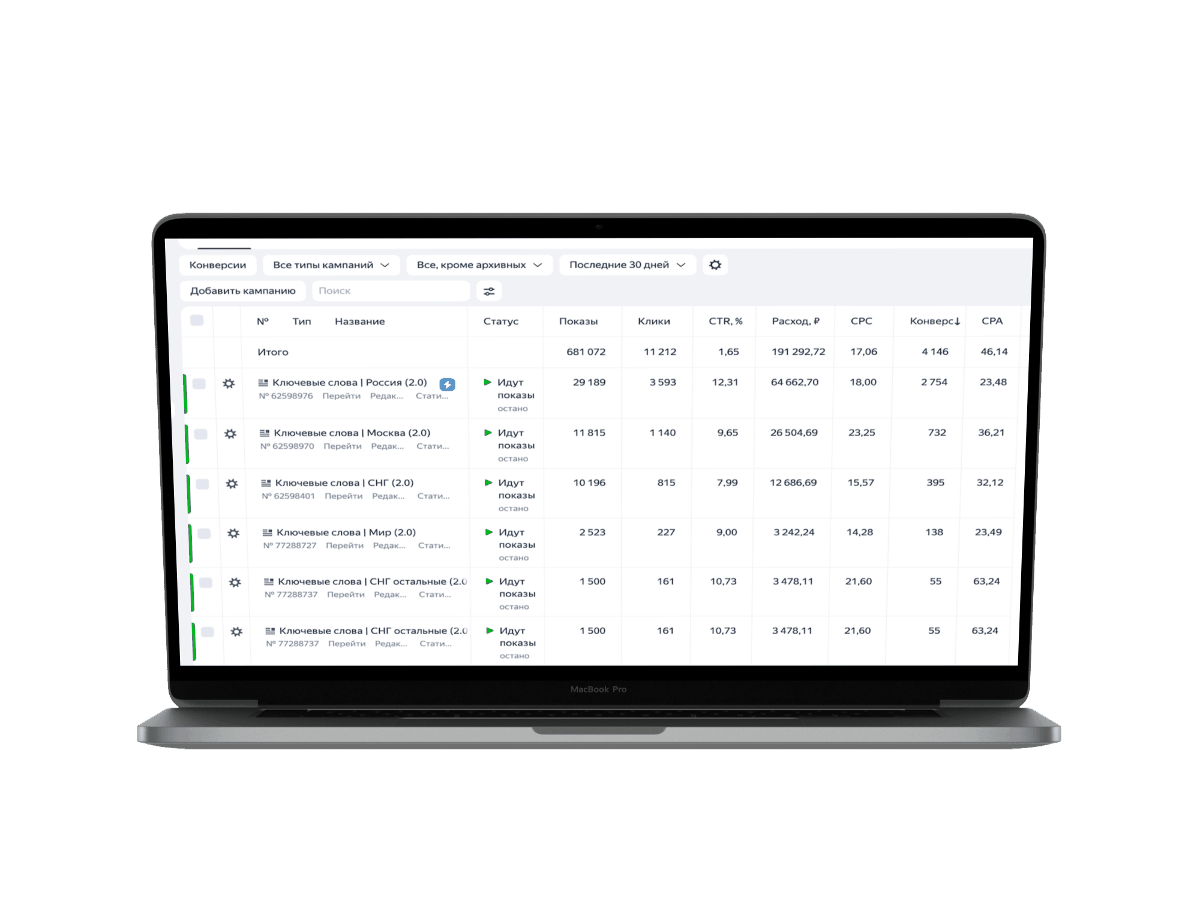 Конверсии Все типы кампаний Все, кроме архивных Последние 30 дней
Добавить кампанию Поиск
№ Тип Название Статус Показы Клики CTR, % Расход, ₽ CPC Конверс↓ CPA
Итого 681 072 11 212 1,65 191 292,72 17,06 4 146 46,14
Ключевые слова | Россия (2.0) Идут 29 189 3 593 12,31 64 662,70 18,00 2 754 23,48
№ 62598976 Перейти Редак... Стати... показы
остано
Ключевые слова | Москва (2.0) Идут 11 815 1 140 9,65 26 504,69 23,25 732 36,21
№ 62598970 Перейти Редак... Стати... показы
остано
Ключевые слова | СНГ (2.0) Идут 10 196 815 7,99 12 686,69 15,57 395 32,12
№ 62598401 Перейти Редак... Стати... показы
остано
Ключевые слова | Мир (2.0) Идут 2 523 227 9,00 3 242,24 14,28 138 23,49
№ 77288727 Перейти Редак... Стати... показы
остано
Ключевые слова | СНГ остальные (2.0 Идут 1 500 161 10,73 3 478,11 21,60 55 63,24
№ 77288737 Перейти Редак... Стати... показы
остано
Ключевые слова | СНГ остальные (2.0 Идут 1 500 161 10,73 3 478,11 21,60 55 63,24
№ 77288737 Перейти Редак... Стати... показы
остано
MacBook Pro